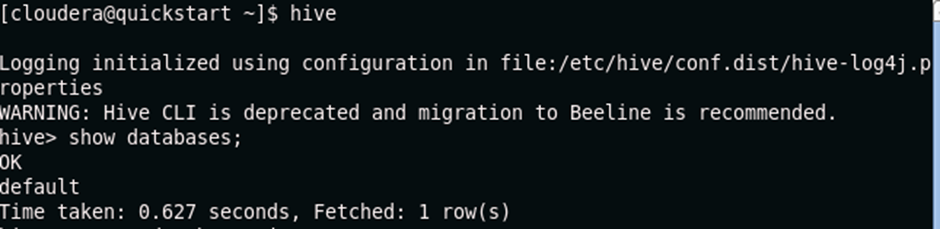 [cloudera@quickstart ~]$ hive
Logging initialized using configuration in file:/etc/hive/conf.dist/hive-log4j.p
roperties
WARNING: Hive CLI is deprecated and migration to Beeline is recommended.
hive> show databases;
OK
default
Time taken: 0.627 seconds, Fetched: 1 row(s)